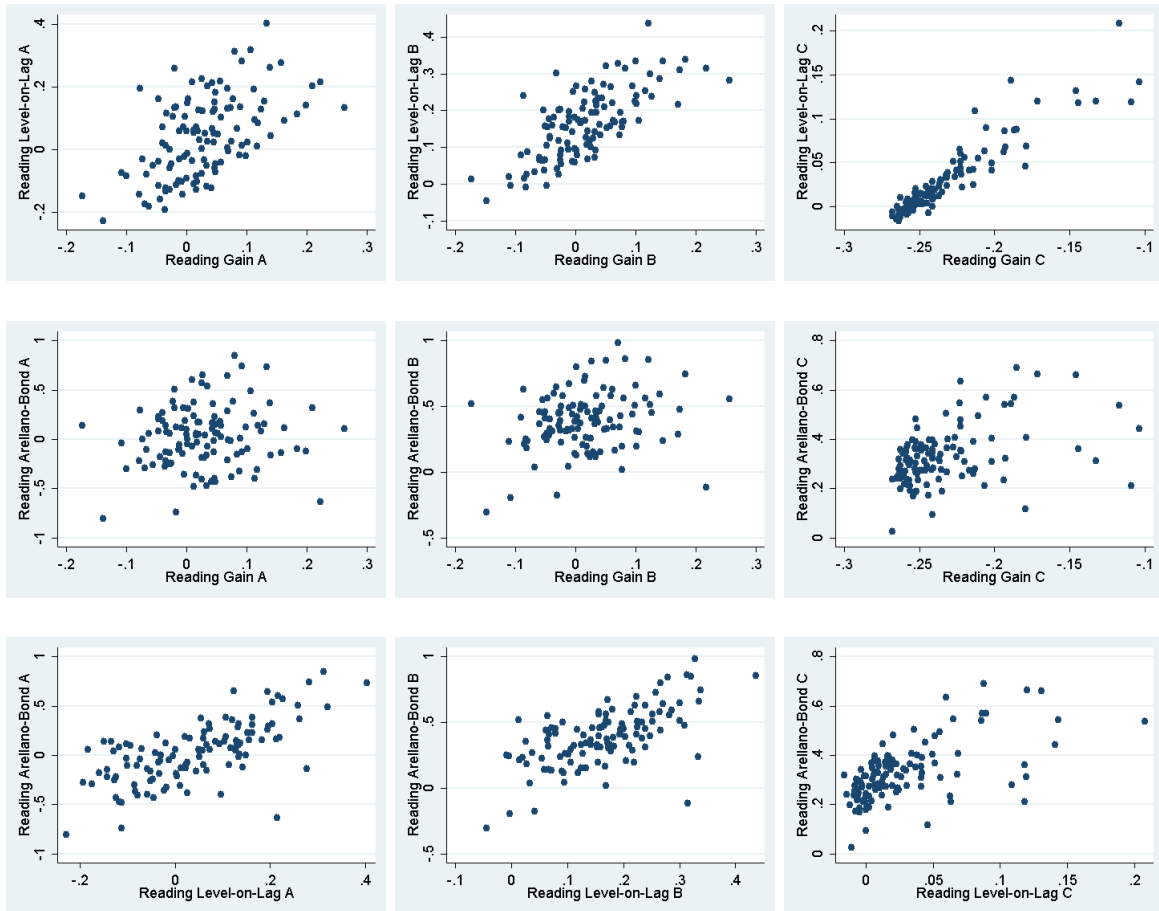 Reading Level-on-Lag A
-.2 0 .2 .4
-.2 -.1 0 .1 .2 .3
Reading Gain A
Reading Level-on-Lag B
-.1 0 .1 .2 .3 .4
-.2 -.1 0 .1 .2 .3
Reading Gain B
Reading Level-on-Lag C
0 .05 .1 .15 .2
-.3 -.25 -.2 -.15 -.1
Reading Gain C
Reading Arellano-Bond A
-1 -.5 0 .5 1
-.2 -.1 0 .1 .2 .3
Reading Gain A
Reading Arellano-Bond B
-.5 0 .5 1
-.2 -.1 0 .1 .2 .3
Reading Gain B
Reading Arellano-Bond C
0 .2 .4 .6 .8
-.3 -.25 -.2 -.15 -.1
Reading Gain C
Reading Arellano-Bond A
-1 -.5 0 .5 1
-.2 0 .2 .4
Reading Level-on-Lag A
Reading Arellano-Bond B
-.5 0 .5 1
-.1 0 .1 .2 .3 .4
Reading Level-on-Lag B
Reading Arellano-Bond C
0 .2 .4 .6 .8
0 .05 .1 .15 .2
Reading Level-on-Lag C